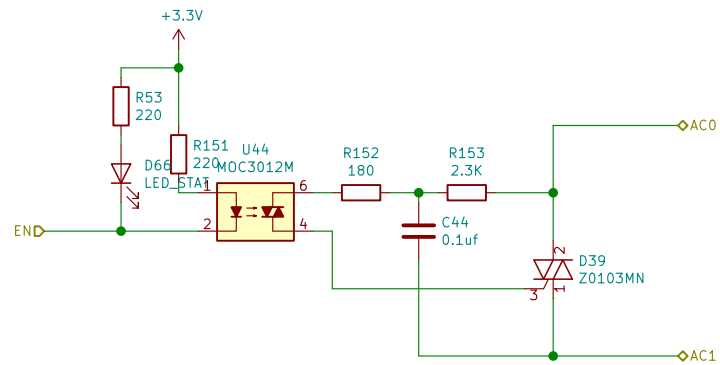 +3.3V
R53
220
R151
220
U44
MOC3012M
D66
LED_STAT
1
2
6
4
EN
R152
180
R153
2.3K
C44
0.1uf
AC0
2
D39
Z0103MN
3
1
AC1